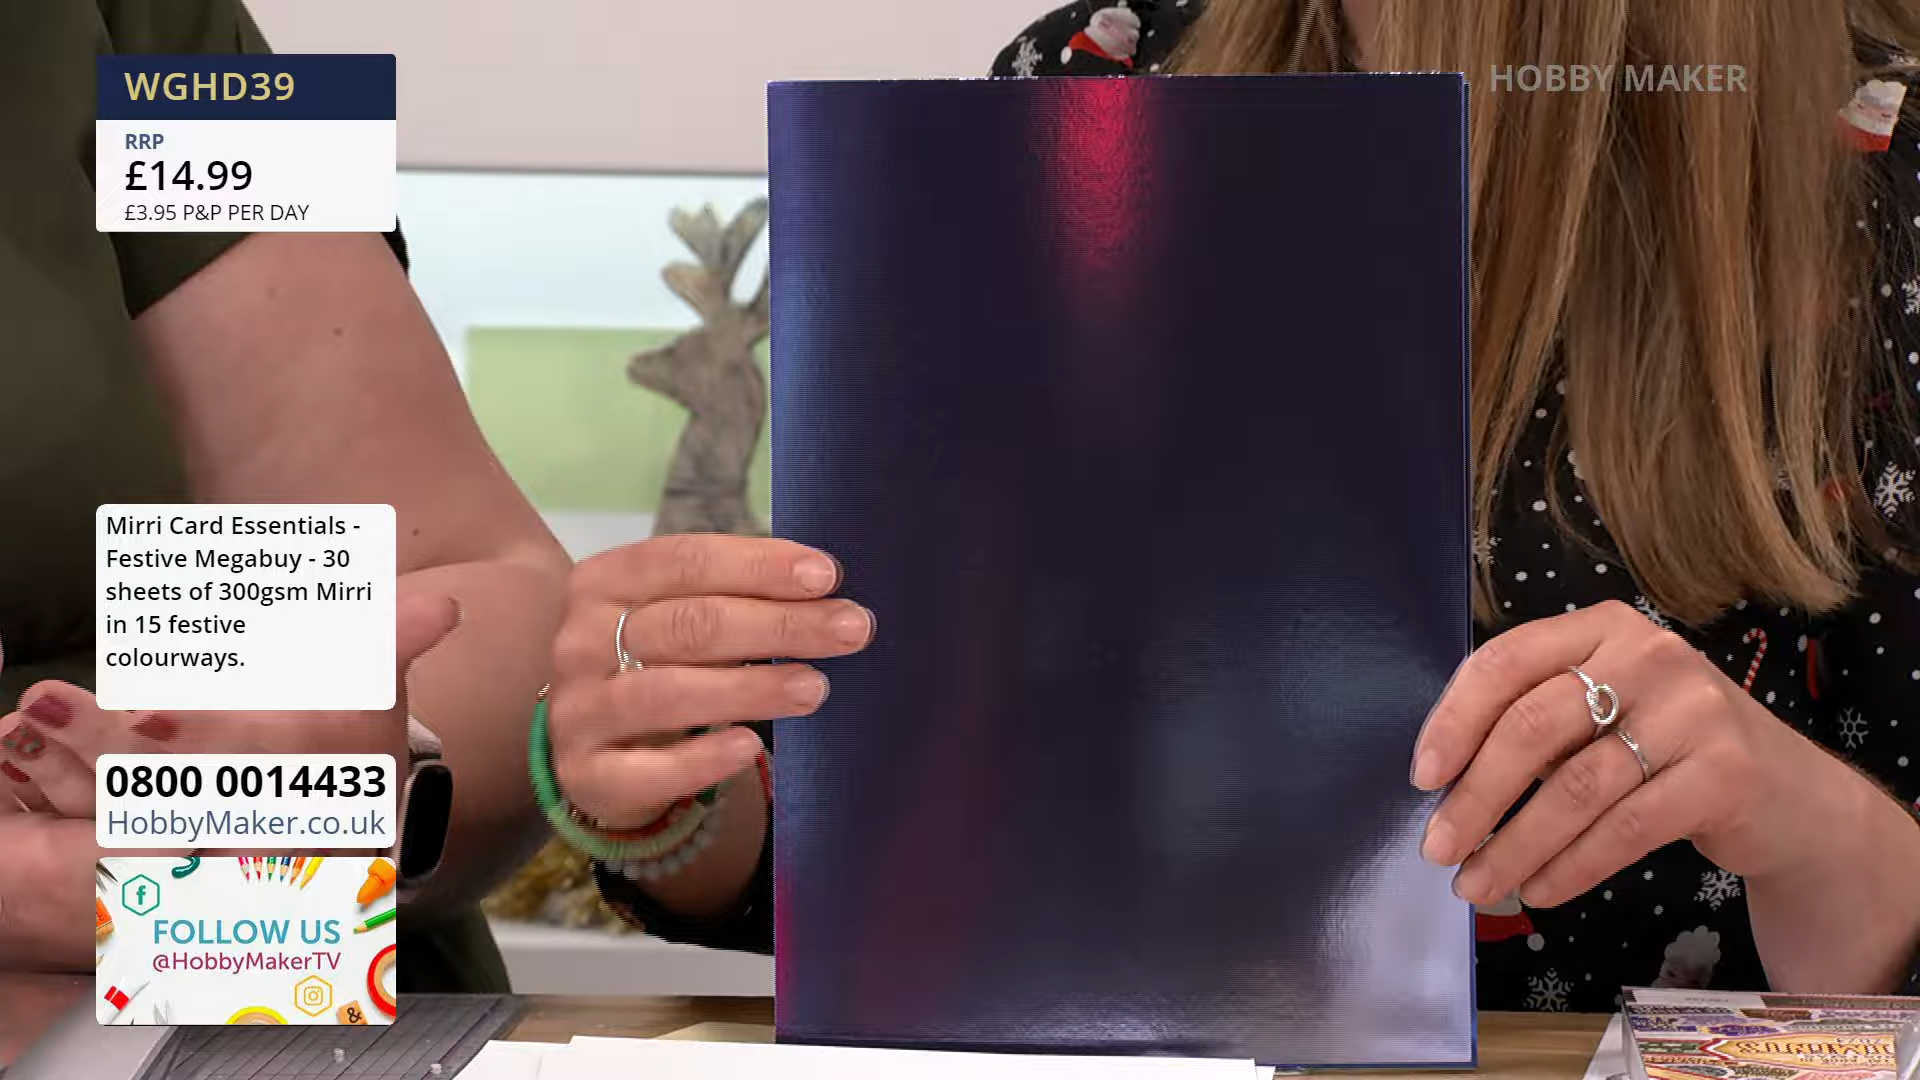 WGHD39
RRP
£14.99
£3.95 P&P PER DAY
HOBBY MAKER
Mirri Card Essentials -
Festive Megabuy - 30
sheets of 300gsm Mirri
in 15 festive
colourways.
0800 0014433
HobbyMaker.co.uk
FOLLOW US
@HobbyMakerTV